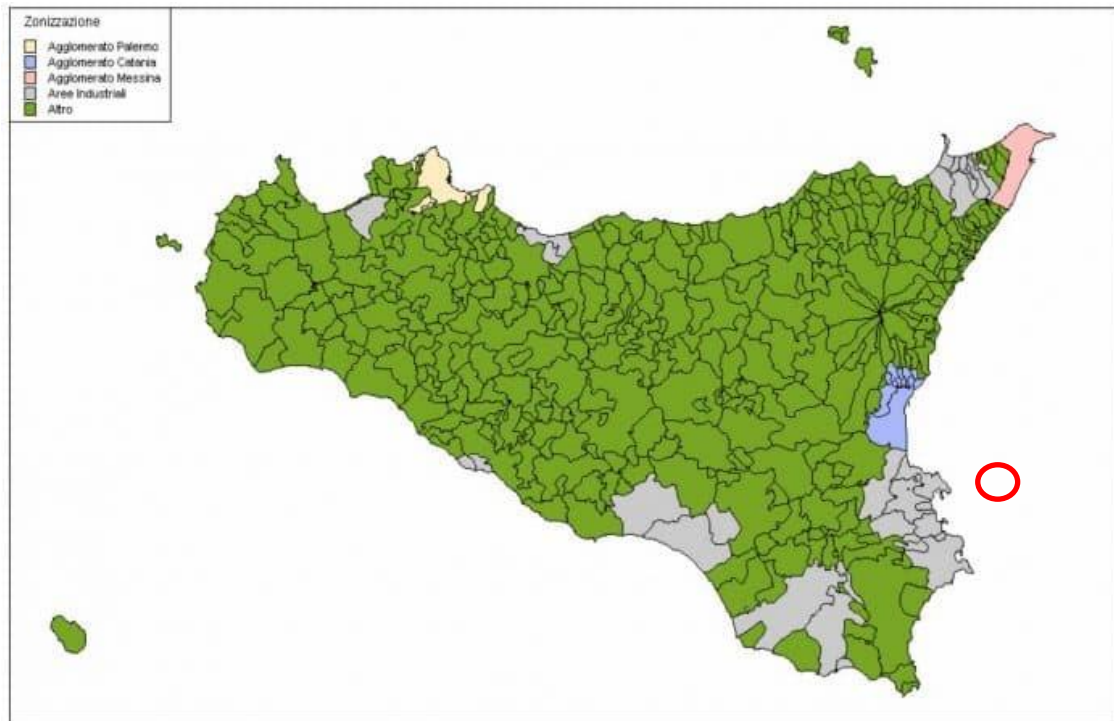 Zonizzazione
Agglomerato Palermo
Agglomerato Catania
Agglomerato Messina
Aree Industriali
Altro